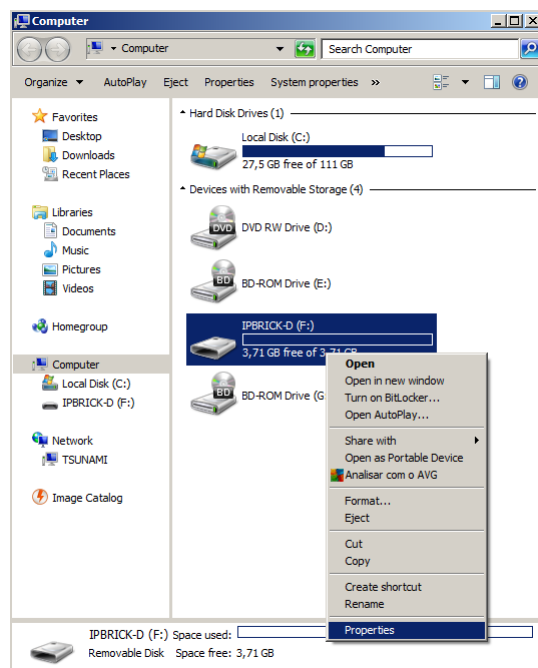 Computer
Computer
Search Computer
Organize AutoPlay Eject Properties System properties »
Favorites
Desktop
Downloads
Recent Places
Libraries
Documents
Music
Pictures
Videos
Homegroup
Computer
Local Disk (C:)
IPBRICK-D (F:)
Network
TSUNAMI
Image Catalog
Hard Disk Drives (1)
Local Disk (C:)
27,5 GB free of 111 GB
Devices with Removable Storage (4)
DVD RW Drive (D:)
BD-ROM Drive (E:)
IPBRICK-D (F:)
3,71 GB free of 3,71 GB
BD-ROM Drive (G
Open
Open in new window
Turn on BitLocker...
Open AutoPlay...
Share with
Open as Portable Device
Analisar com o AVG
Format...
Eject
Cut
Copy
Create shortcut
Rename
Properties
IPBRICK-D (F:) Space used:
Removable Disk Space free: 3,71 GB